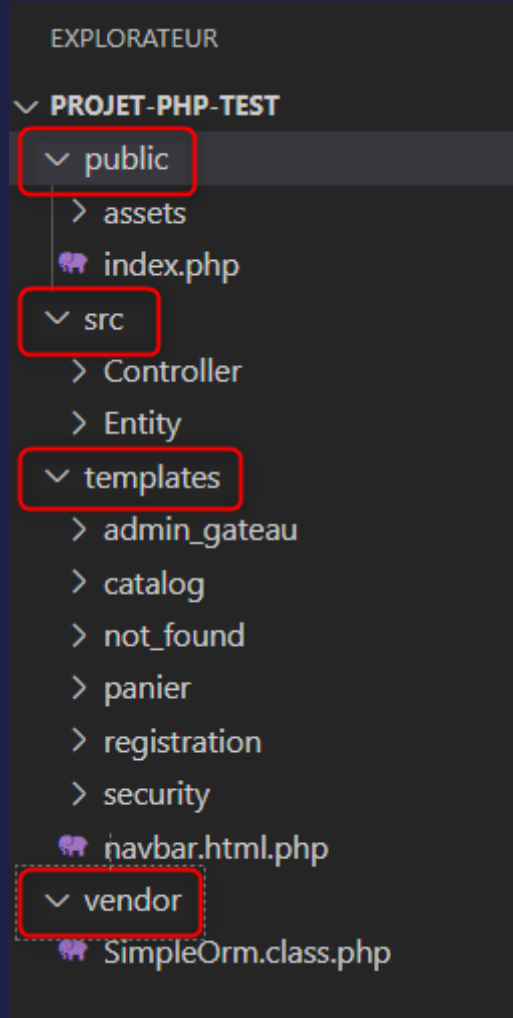 EXPLORATEUR
PROJET-PHP-TEST
public
assets
index.php
src
Controller
Entity
templates
admin_gateau
catalog
not_found
panier
registration
security
navbar.html.php
vendor
SimpleOrm.class.php